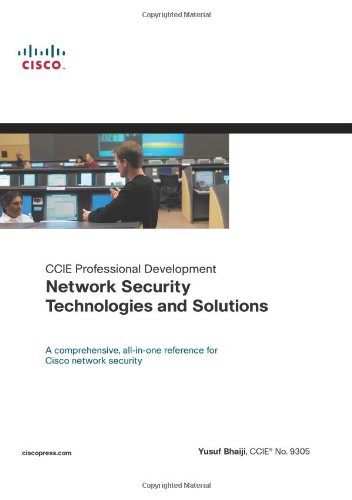 Copyrighted Material
CISCO™
CCIE Professional Development
Network Security
Technologies and Solutions
A comprehensive, all-in-one reference for
Cisco network security
ciscopress.com
Yusuf Bhaiji, CCIE® No. 9305
Copyrighted Material